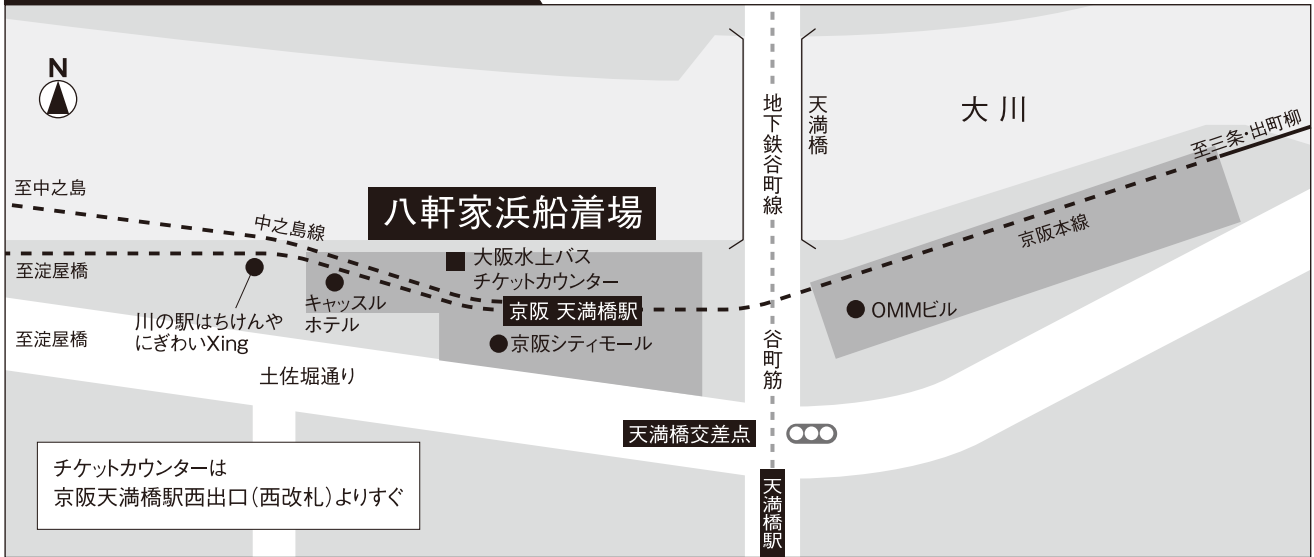 N
至中之島
中之島線
八軒家浜船着場
大阪水上バス
チケットカウンター
至淀屋橋
キャッスル
ホテル
京阪 天満橋駅
川の駅はちけんや
にぎわいXing
至淀屋橋
京阪シティモール
土佐堀通り
地下鉄谷町線
天満橋
大川
至三条・出町柳
京阪本線
OMMビル
谷町筋
天満橋交差点
天満橋駅
チケットカウンターは
京阪天満橋駅西出口（西改札）よりすぐ